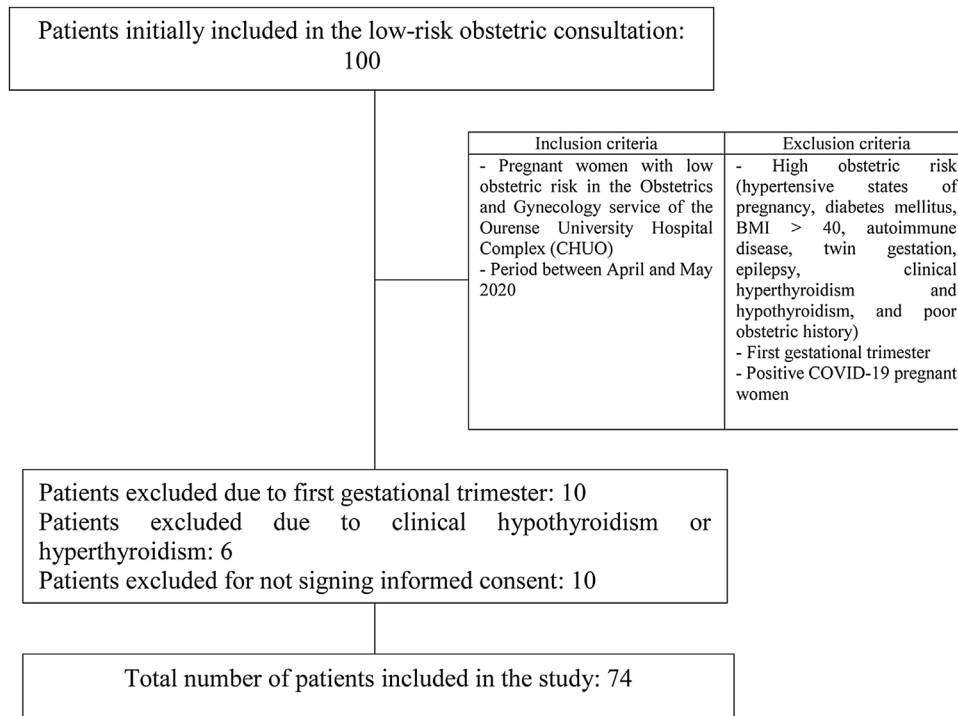 Patients initially included in the low-risk obstetric consultation:
100
Inclusion criteria
- Pregnant women with low
obstetric risk in the Obstetrics
and Gynecology service of the
Ourense University Hospital
Complex (CHUO)
- Period between April and May
2020
Exclusion criteria
- High obstetric risk
(hypertensive states of
pregnancy, diabetes mellitus,
BMI > 40, autoimmune
disease, twin gestation,
epilepsy, clinical
hyperthyroidism and
hypothyroidism, and poor
obstetric history)
- First gestational trimester
- Positive COVID-19 pregnant
women
Patients excluded due to first gestational trimester: 10
Patients excluded due to clinical hypothyroidism or
hyperthyroidism: 6
Patients excluded for not signing informed consent: 10
Total number of patients included in the study: 74